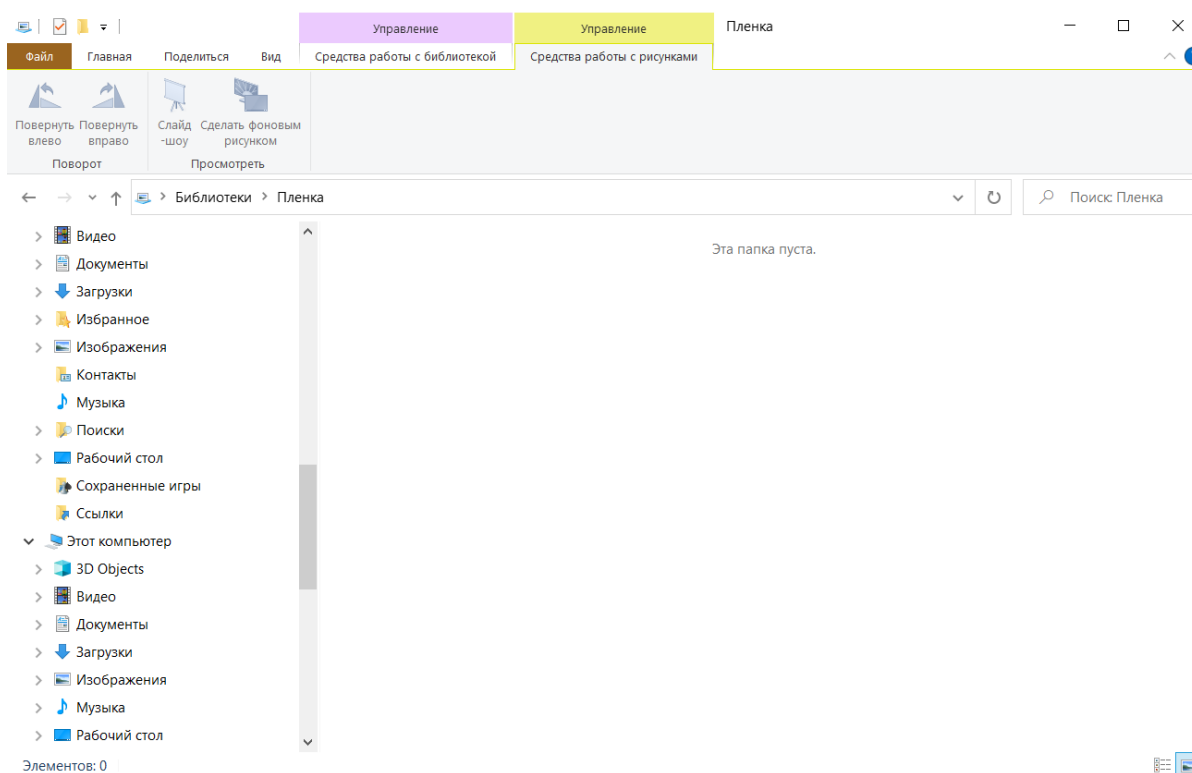 Управление
Управление
Пленка
Файл
Главная
Поделиться
Вид
Средства работы с библиотекой
Средства работы с рисунками
Повернуть влево
Повернуть вправо
Слайд
-шоу
Сделать фоновым
рисунком
Поворот
Просмотреть
Библиотеки > Пленка
Поиск: Пленка
Видео
Документы
Загрузки
Избранное
Изображения
Контакты
Музыка
Поиски
Рабочий стол
Сохраненные игры
Ссылки
Этот компьютер
3D Objects
Видео
Документы
Загрузки
Изображения
Музыка
Рабочий стол
Эта папка пуста.
Элементов: 0